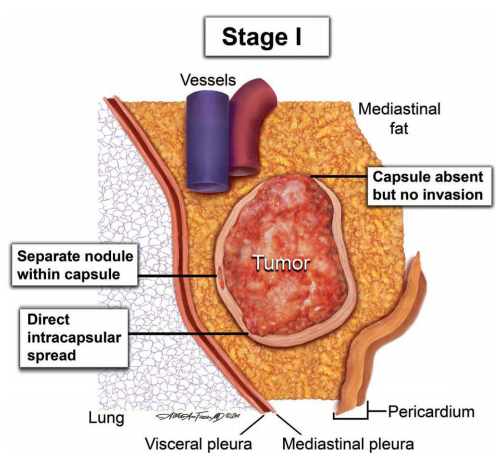 Stage I
Vessels
Mediastinal
fat
Capsule absent
but no invasion
Separate nodule
within capsule
Tumor
Direct
intracapsular
spread
Lung
Pericardium
Visceral pleura
Mediastinal pleura